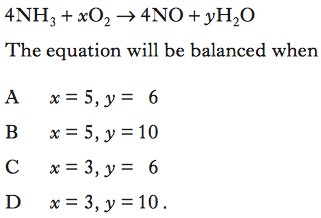 4NH₃ + xO₂ → 4NO + yH₂O
The equation will be balanced when
A x = 5, y = 6
B x = 5, y = 10
C x = 3, y = 6
D x = 3, y = 10.